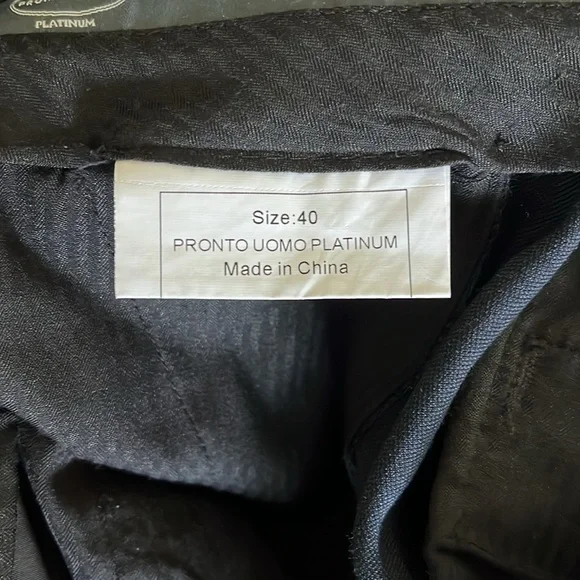 PLATINUM
Size:40
PRONTO UOMO PLATINUM
Made in China